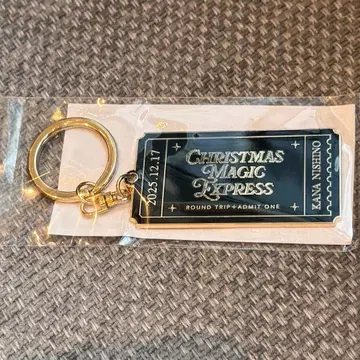 2025.12.17
CHRISTMAS
MAGIC
EXPRESS
ROUND TRIP+ADMIT ONE
KANA NISHINO